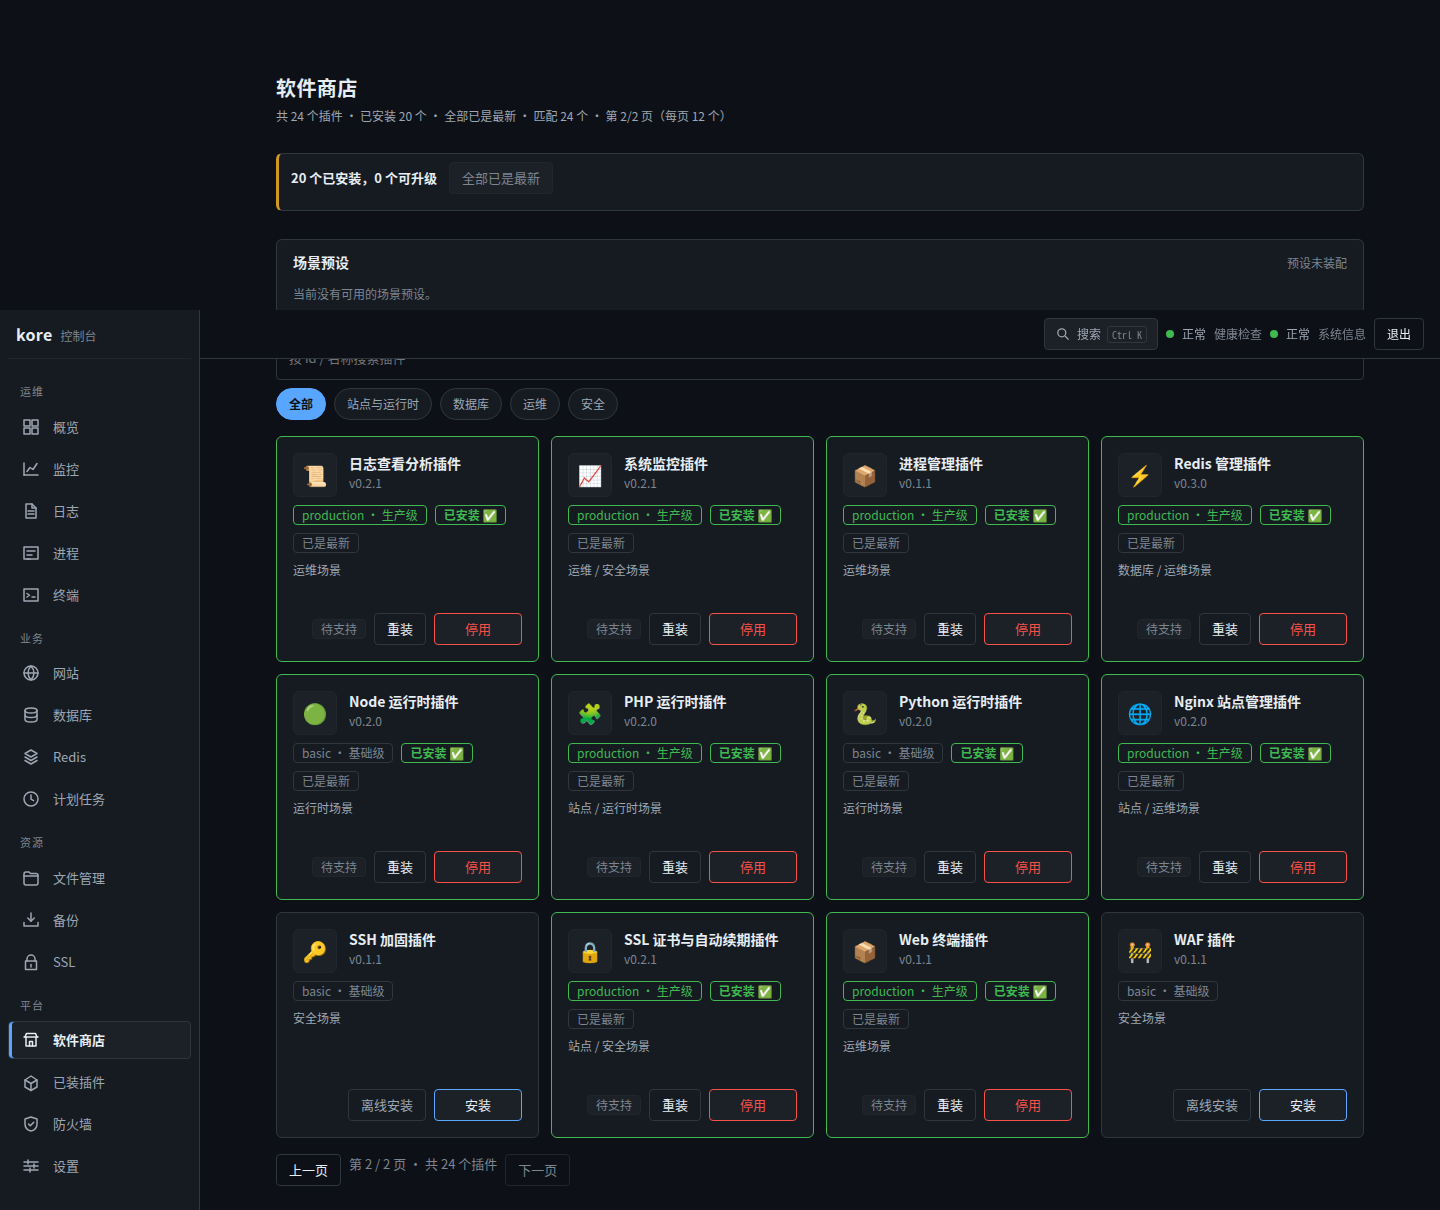 软件商店
共 24 个插件 · 已安装 20 个 · 全部已是最新 · 匹配 24 个 · 第 2/2 页（每页 12 个）
20 个已安装，0 个可升级 全部已是最新
场景预设 预设未装配
当前没有可用的场景预设。
kore 控制台
搜索 Ctrl K 正常 健康检查 正常 系统信息 退出
按 id / 名称搜索插件
运维
概览
监控
日志
进程
终端
业务
网站
数据库
Redis
计划任务
资源
文件管理
备份
SSL
平台
软件商店
已装插件
防火墙
设置
全部 站点与运行时 数据库 运维 安全
日志查看分析插件
v0.2.1
production · 生产级 已安装 ✅
已是最新
运维场景
待支持 重装 停用
系统监控插件
v0.2.1
production · 生产级 已安装 ✅
已是最新
运维 / 安全场景
待支持 重装 停用
进程管理插件
v0.1.1
production · 生产级 已安装 ✅
已是最新
运维场景
待支持 重装 停用
Redis 管理插件
v0.3.0
production · 生产级 已安装 ✅
已是最新
数据库 / 运维场景
待支持 重装 停用
Node 运行时插件
v0.2.0
basic · 基础级 已安装 ✅
已是最新
运行时场景
待支持 重装 停用
PHP 运行时插件
v0.2.0
production · 生产级 已安装 ✅
已是最新
站点 / 运行时场景
待支持 重装 停用
Python 运行时插件
v0.2.0
basic · 基础级 已安装 ✅
已是最新
运行时场景
待支持 重装 停用
Nginx 站点管理插件
v0.2.0
production · 生产级 已安装 ✅
已是最新
站点 / 运维场景
待支持 重装 停用
SSH 加固插件
v0.1.1
basic · 基础级
安全场景
离线安装 安装
SSL 证书与自动续期插件
v0.2.1
production · 生产级 已安装 ✅
已是最新
站点 / 安全场景
待支持 重装 停用
Web 终端插件
v0.1.1
production · 生产级 已安装 ✅
已是最新
运维场景
待支持 重装 停用
WAF 插件
v0.1.1
basic · 基础级
安全场景
离线安装 安装
上一页 第 2 / 2 页 · 共 24 个插件 下一页